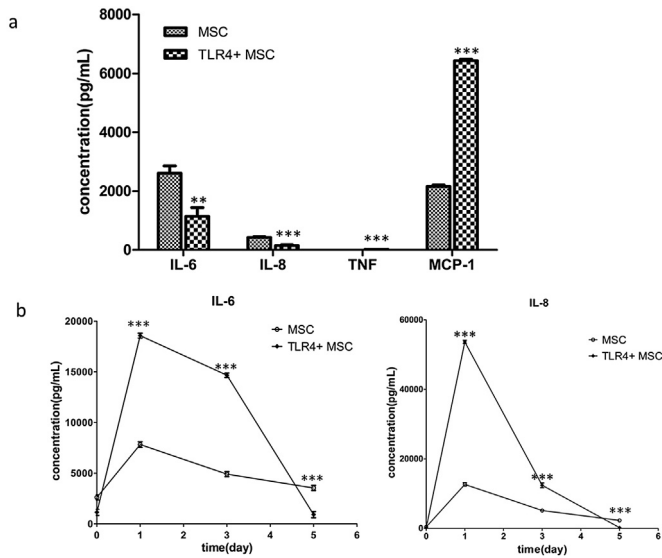 a
MSC
TLR4+ MSC
concentration(pg/mL)
8000
6000
4000
2000
0
**
***
***
***
IL-6
IL-8
TNF
MCP-1
b
IL-6
MSC
TLR4+ MSC
concentration(pg/mL)
20000
15000
10000
5000
0
***
***
***
0
1
2
3
4
5
6
time(day)
IL-8
MSC
TLR4+ MSC
concentration(pg/mL)
60000
40000
20000
0
***
***
***
0
1
2
3
4
5
6
time(day)